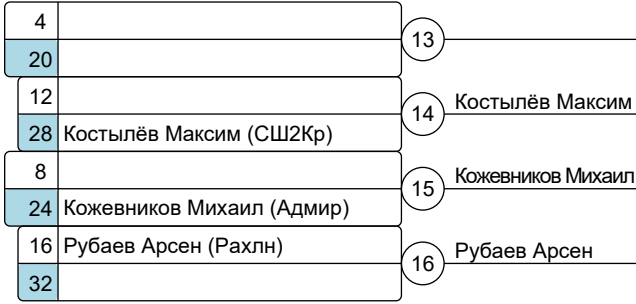 4
13
20
12
14 Костылёв Максим
28 Костылёв Максим (СШ2Кр)
8
15 Кожевников Михаил
24 Кожевников Михаил (Адмир)
16 Рубаев Арсен (Рахлн)
16 Рубаев Арсен
32